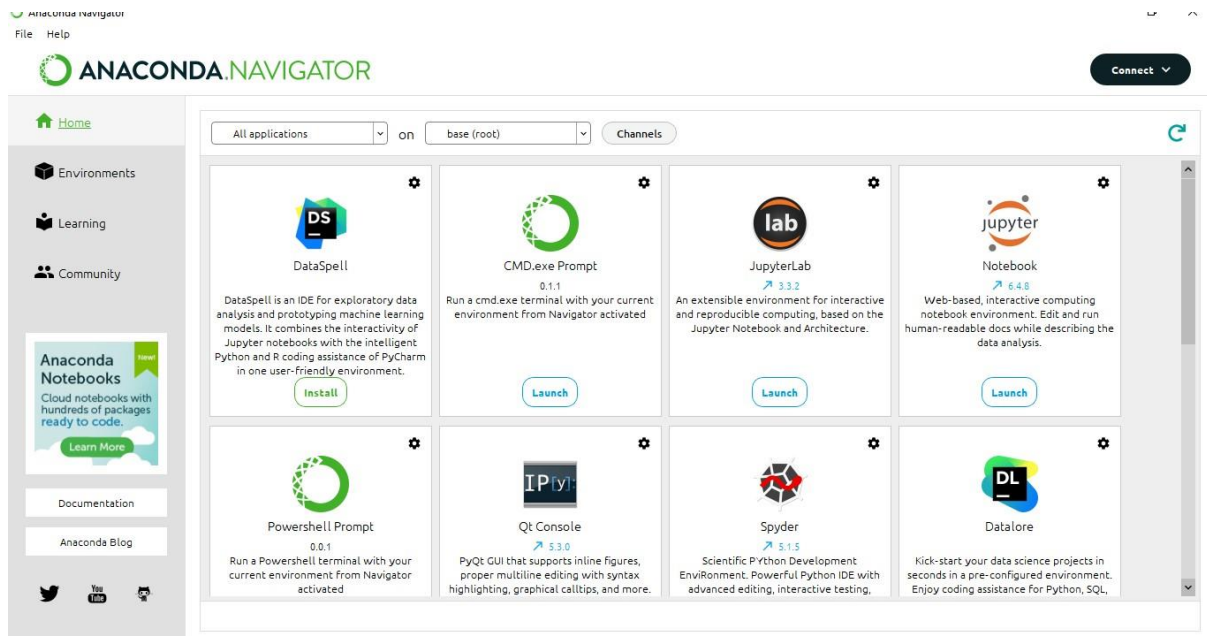 Anaconda Navigator
File Help
ANACONDA.NAVIGATOR
Connect
Home
Environments
Learning
Community
Anaconda
Notebooks
New!
Cloud notebooks with
hundreds of packages
ready to code.
Learn More
Documentation
Anaconda Blog
You
Tube
All applications on base (root) Channels
DS
DataSpell
DataSpell is an IDE for exploratory data
analysis and prototyping machine learning
models. It combines the interactivity of
Jupyter notebooks with the intelligent
Python and R coding assistance of PyCharm
in one user-friendly environment.
Install
CMD.exe Prompt
0.1.1
Run a cmd.exe terminal with your current
environment from Navigator activated
Launch
lab
JupyterLab
3.3.2
An extensible environment for interactive
and reproducible computing, based on the
Jupyter Notebook and Architecture.
Launch
jupyter
Notebook
6.4.8
Web-based, interactive computing
notebook environment. Edit and run
human-readable docs while describing the
data analysis.
Launch
Powershell Prompt
0.0.1
Run a Powershell terminal with your
current environment from Navigator
activated
IP[y]:
Qt Console
5.3.0
PyQt GUI that supports inline figures,
proper multiline editing with syntax
highlighting, graphical calltips, and more.
Spyder
5.1.5
Scientific PYthon Development
EnviRonment. Powerful Python IDE with
advanced editing, interactive testing,
DL
Datalore
Kick-start your data science projects in
seconds in a pre-configured environment.
Enjoy coding assistance for Python, SQL,